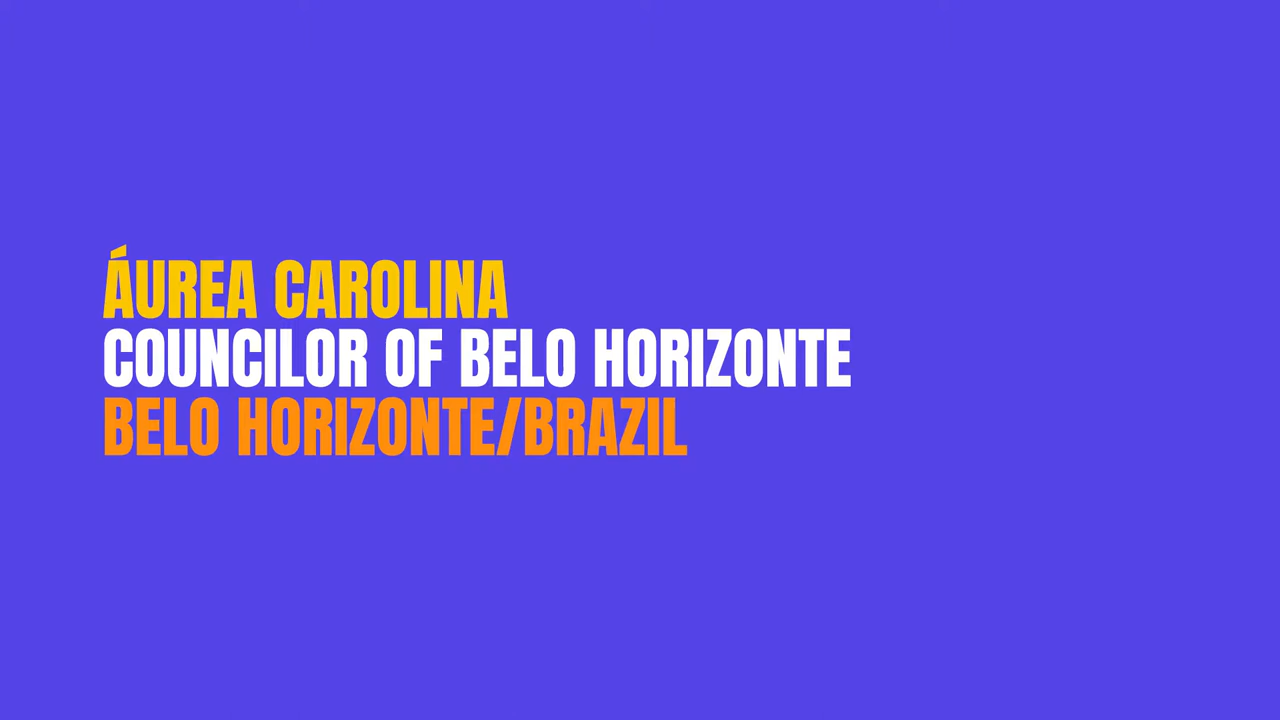 ÁUREA CAROLINA
COUNCILOR OF BELO HORIZONTE
BELO HORIZONTE/BRAZIL